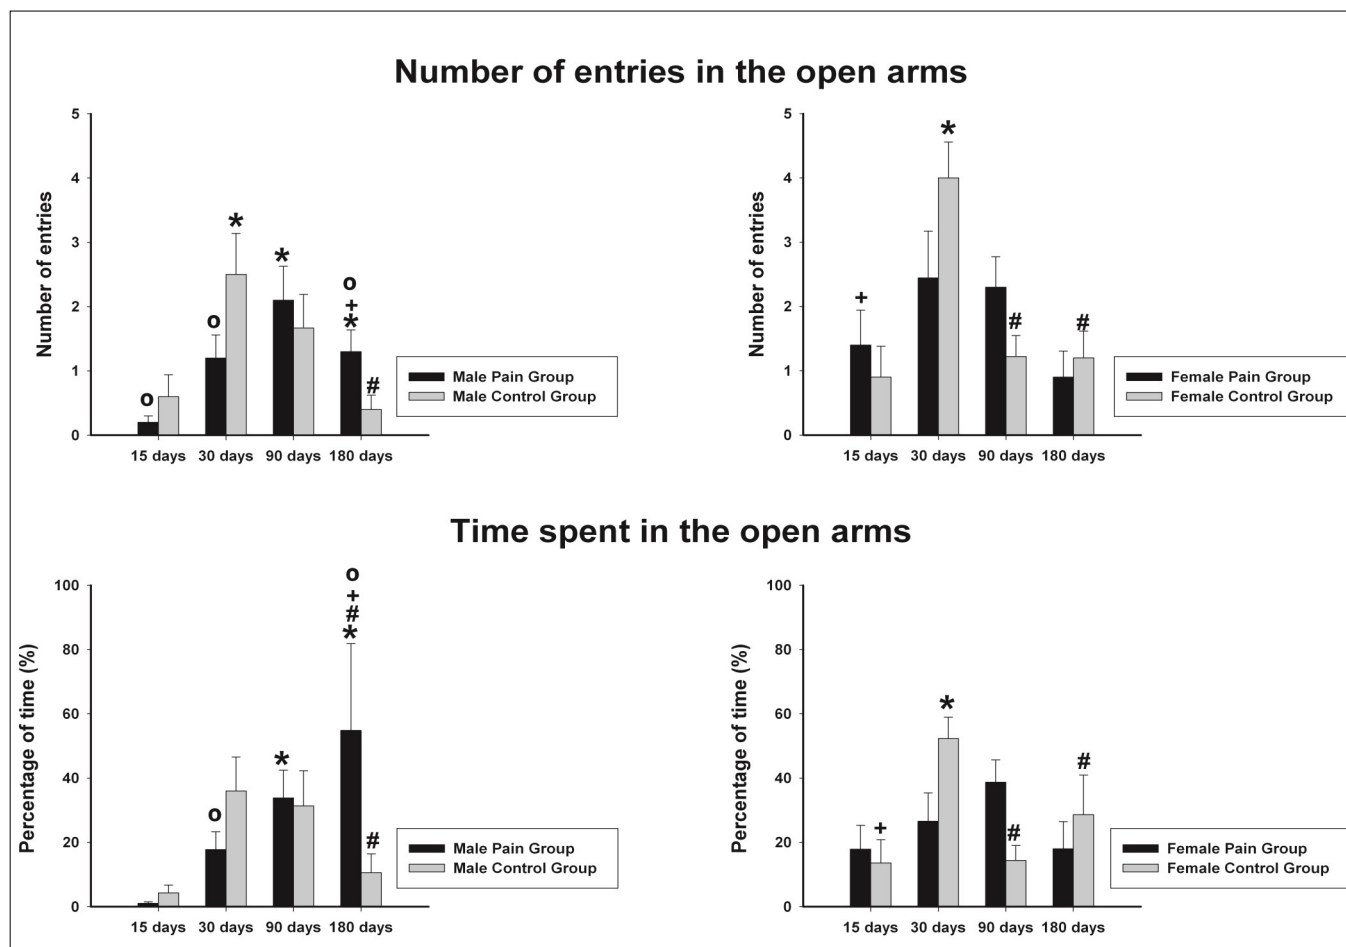 Number of entries in the open arms
Number of entries
5
4
3
2
1
0
o
o
*
*
o
+
*
#
15 days 30 days 90 days 180 days
Male Pain Group
Male Control Group
Number of entries
5
4
3
2
1
0
+
*
#
#
15 days 30 days 90 days 180 days
Female Pain Group
Female Control Group
Time spent in the open arms
Percentage of time (%)
100
80
60
40
20
0
o
*
o
+
#
*
#
15 days 30 days 90 days 180 days
Male Pain Group
Male Control Group
Percentage of time (%)
100
80
60
40
20
0
+
*
#
#
15 days 30 days 90 days 180 days
Female Pain Group
Female Control Group